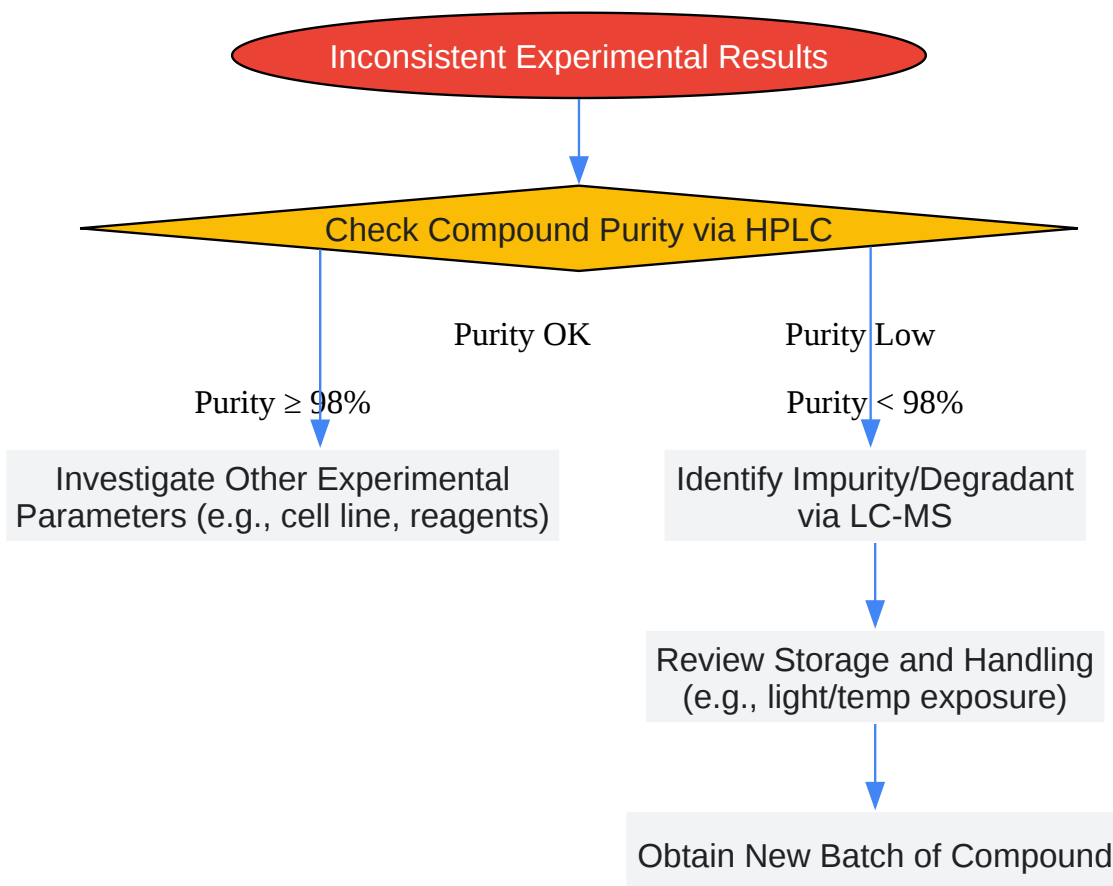 Inconsistent Experimental Results
Check Compound Purity via HPLC
Purity OK
Purity Low
Purity ≥ 98%
Purity < 98%
Investigate Other Experimental
Parameters (e.g., cell line, reagents)
Identify Impurity/Degradant
via LC-MS
Review Storage and Handling
(e.g., light/temp exposure)
Obtain New Batch of Compound